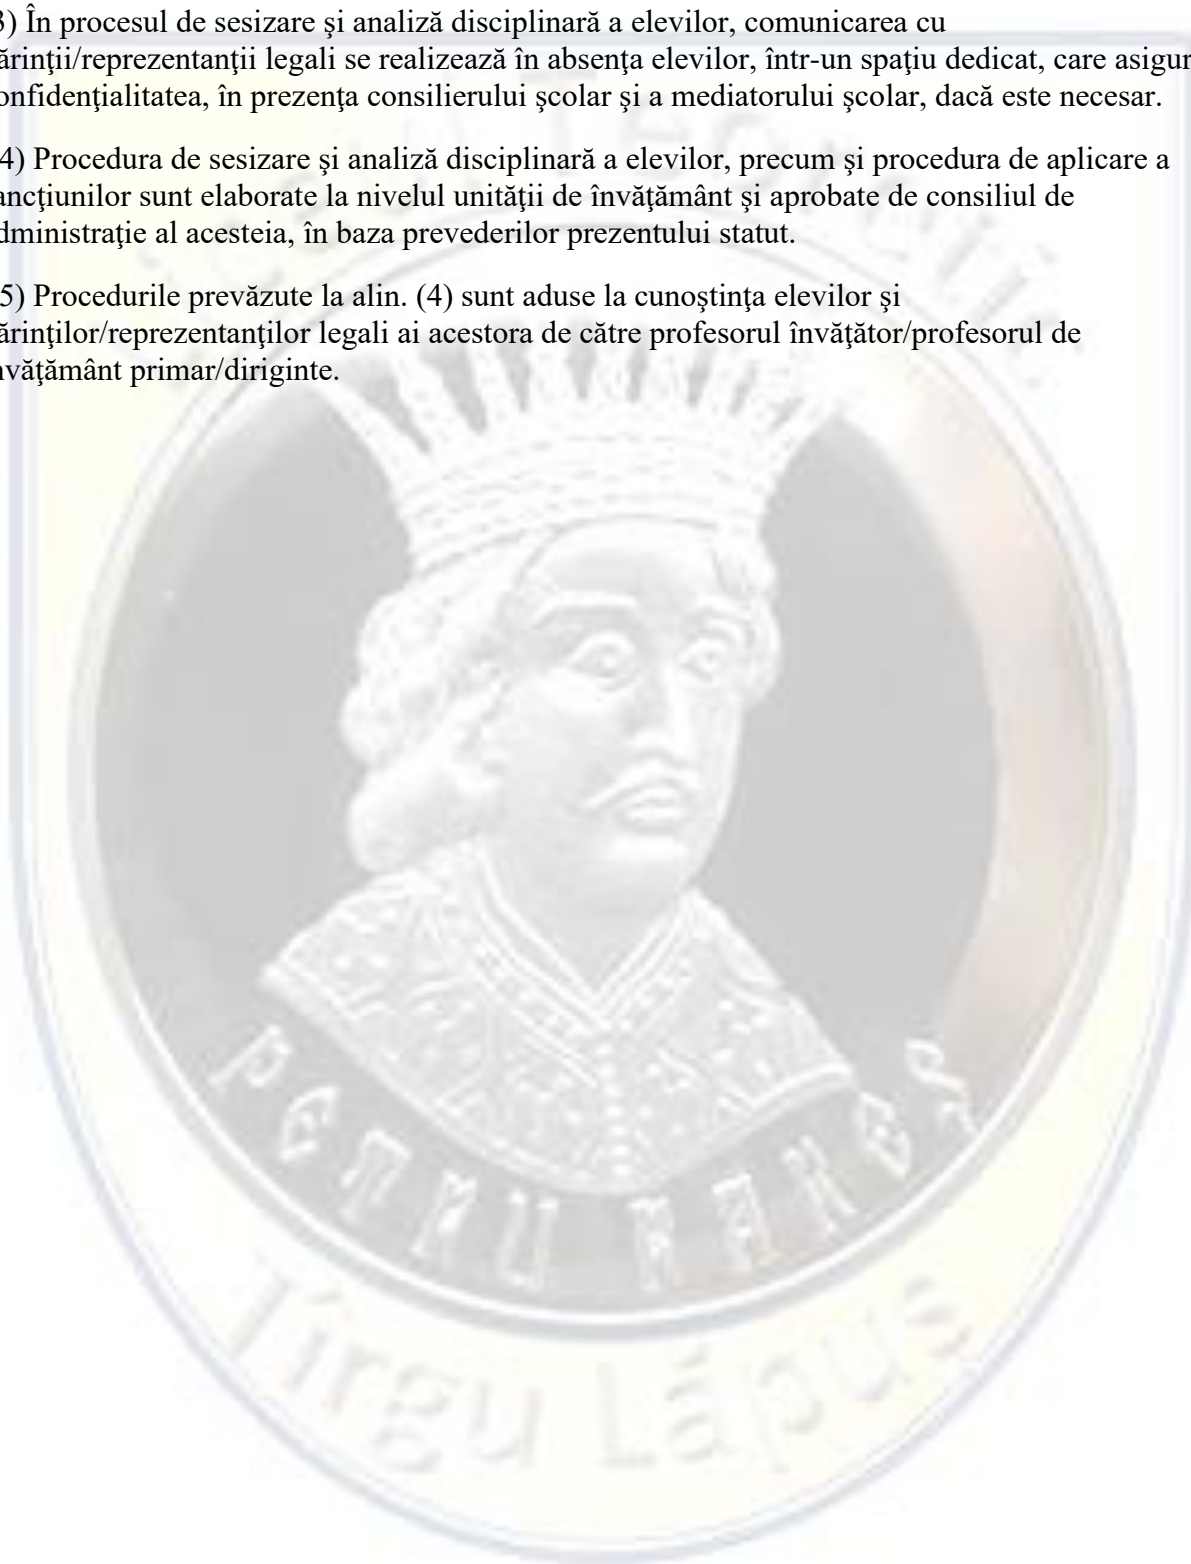 3) În procesul de sesizare şi analiză disciplinară a elevilor, comunicarea cu
ărinţii/reprezentanţii legali se realizează în absenţa elevilor, într-un spaţiu dedicat, care asigur
onfidenţialitatea, în prezenţa consilierului şcolar şi a mediatorului şcolar, dacă este necesar.
4) Procedura de sesizare şi analiză disciplinară a elevilor, precum şi procedura de aplicare a
ancţiunilor sunt elaborate la nivelul unităţii de învăţământ şi aprobate de consiliul de
dministraţie al acesteia, în baza prevederilor prezentului statut.
5) Procedurile prevăzute la alin. (4) sunt aduse la cunoştinţa elevilor şi
ărinţilor/reprezentanţilor legali ai acestora de către profesorul învăţător/profesorul de
nvăţământ primar/diriginte.
PETRU RAREŞ
Tîrgu Lăpuş